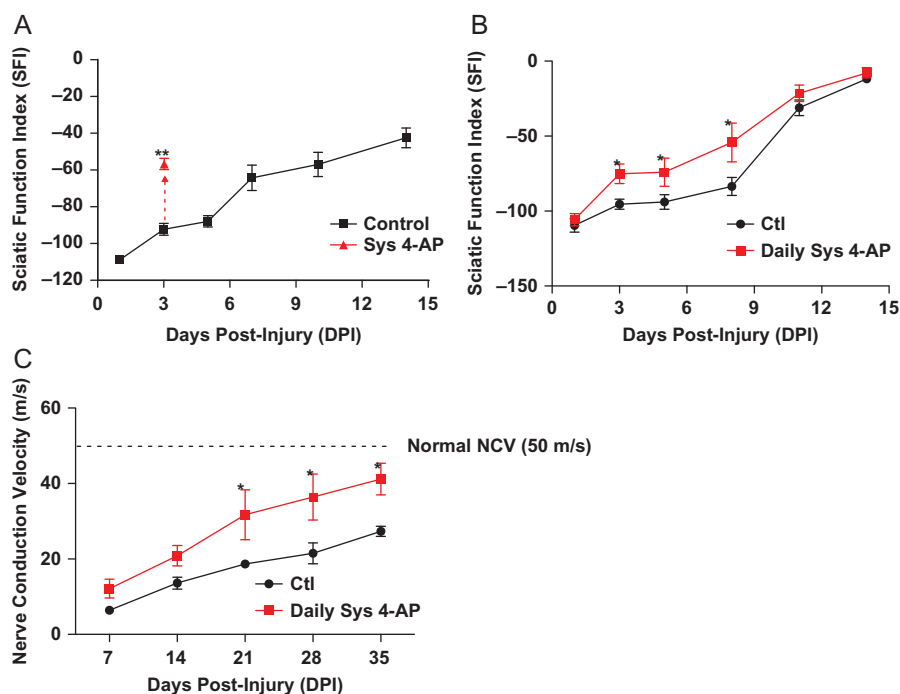 A
Sciatic Function Index (SFI)
0
−20
−40
−60
−80
−100
−120
**
Control
Sys 4-AP
0 3 6 9 12 15
Days Post-Injury (DPI)
B
Sciatic Function Index (SFI)
0
−50
−100
−150
* * *
Ctl
Daily Sys 4-AP
0 3 6 9 12 15
Days Post-Injury (DPI)
C
Nerve Conduction Velocity (m/s)
60
40
20
0
Normal NCV (50 m/s)
* * *
Ctl
Daily Sys 4-AP
7 14 21 28 35
Days Post-Injury (DPI)